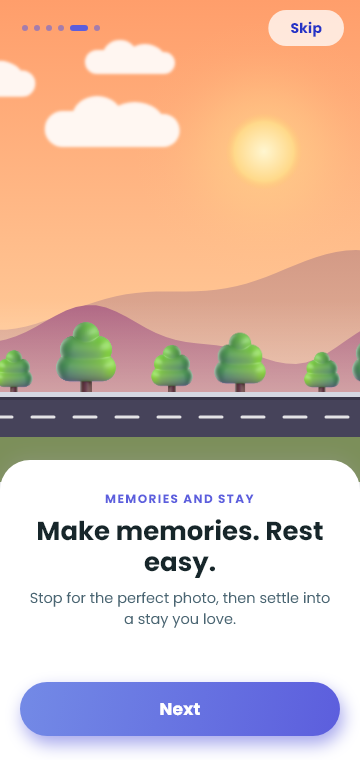 Skip
MEMORIES AND STAY
Make memories. Rest
easy.
Stop for the perfect photo, then settle into
a stay you love.
Next